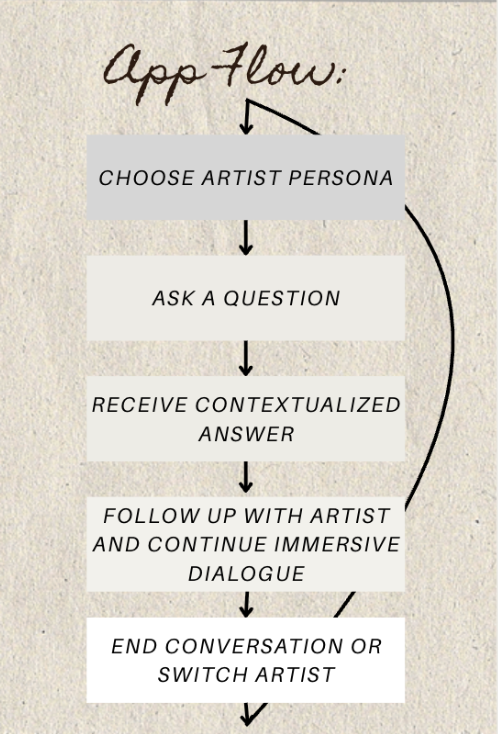 App Flow:
CHOOSE ARTIST PERSONA
ASK A QUESTION
RECEIVE CONTEXTUALIZED
ANSWER
FOLLOW UP WITH ARTIST
AND CONTINUE IMMERSIVE
DIALOGUE
END CONVERSATION OR
SWITCH ARTIST